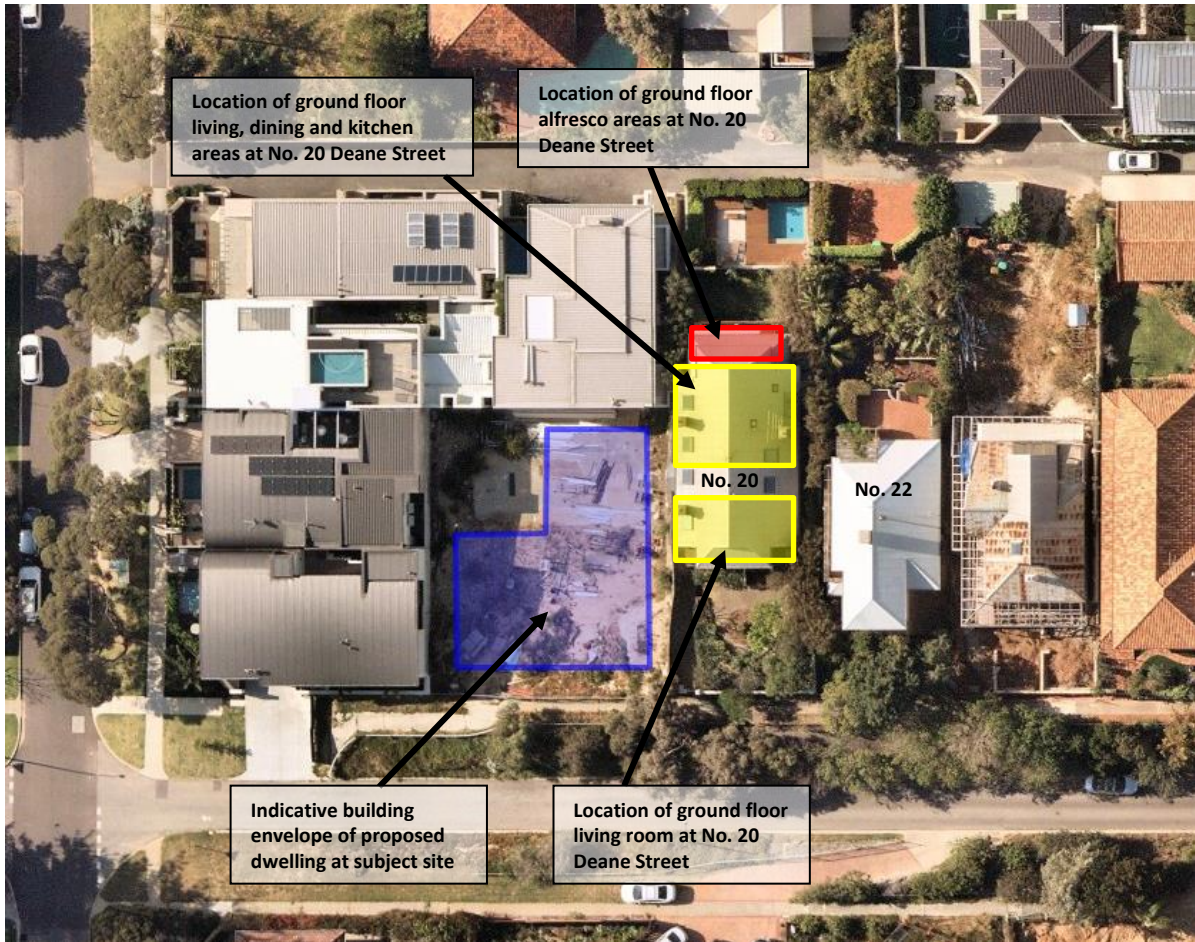 Location of ground floor
living, dining and kitchen
areas at No. 20 Deane Street
Location of ground floor
alfresco areas at No. 20
Deane Street
No. 20
No. 22
Indicative building
envelope of proposed
dwelling at subject site
Location of ground floor
living room at No. 20
Deane Street